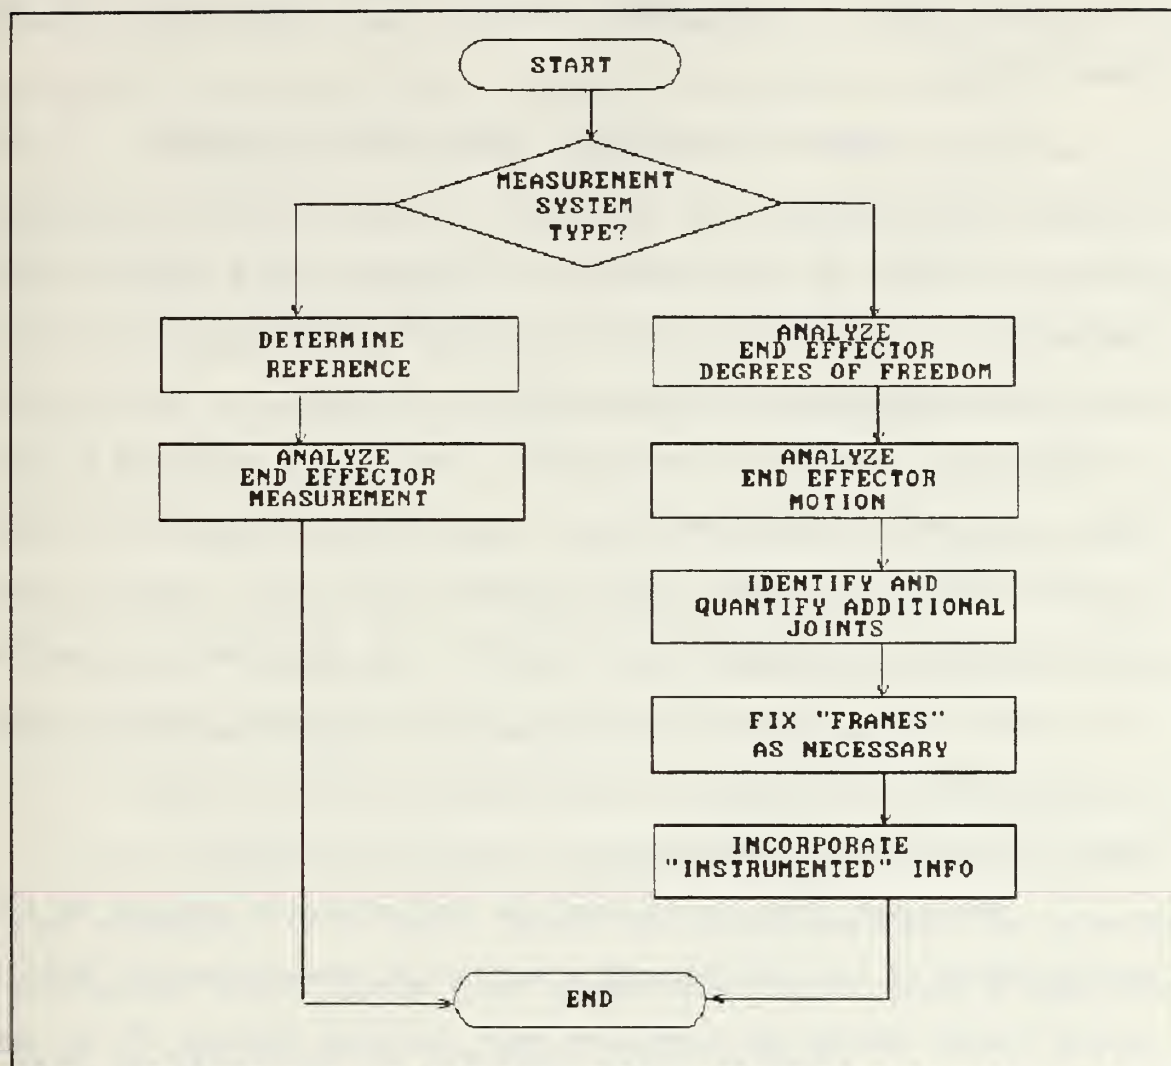 START
MEASUREMENT
SYSTEM
TYPE?
DETERMINE
REFERENCE
ANALYZE
END EFFECTOR
MEASUREMENT
ANALYZE
END EFFECTOR
DEGREES OF FREEDOM
ANALYZE
END EFFECTOR
MOTION
IDENTIFY AND
QUANTIFY ADDITIONAL
JOINTS
FIX "FRAMES"
AS NECESSARY
INCORPORATE
"INSTRUMENTED" INFO
END